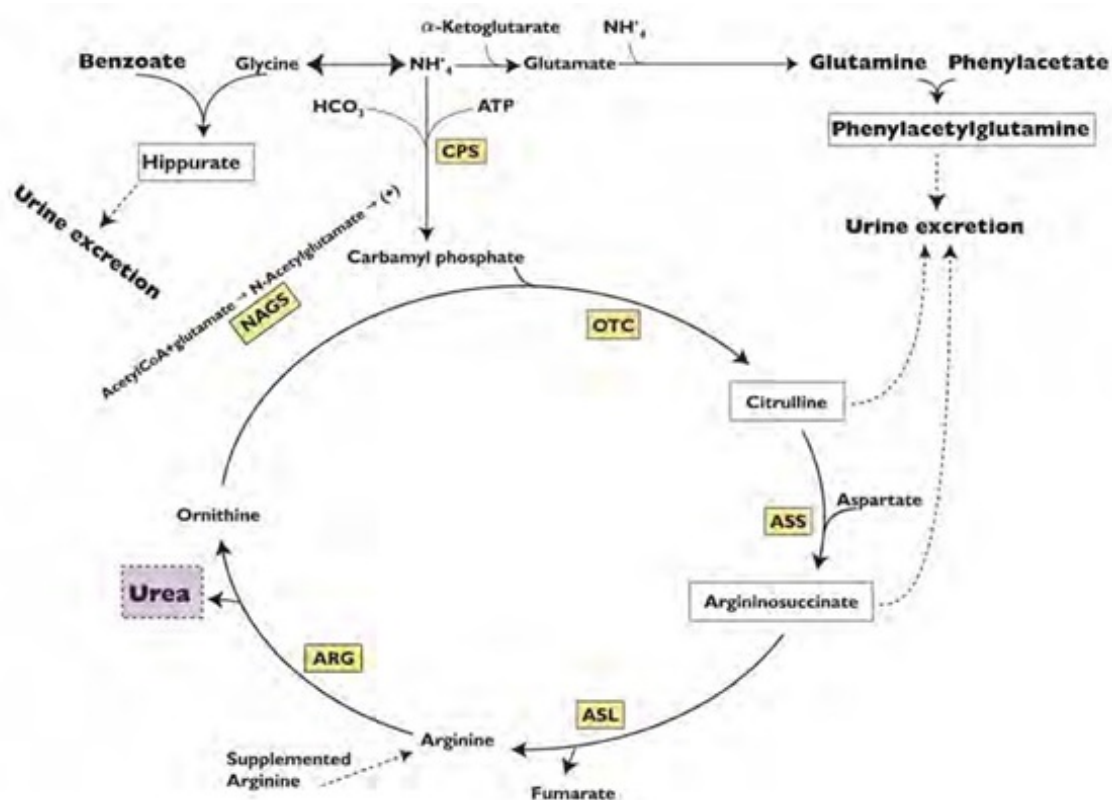 α-Ketoglutarate
NH⁺₄
Benzoate
Glycine
NH⁺₄
Glutamate
Glutamine
Phenylacetate
HCO₃
ATP
CPS
Phenylacetylglutamine
Hippurate
Urine excretion
Urine excretion
AcetylCoA+glutamate → N-Acetylglutamate → (+)
NAGS
Carbamyl phosphate
OTC
Citrulline
Ornithine
Aspartate
ASS
Urea
Argininosuccinate
ARG
ASL
Arginine
Supplemented
Arginine
Fumarate